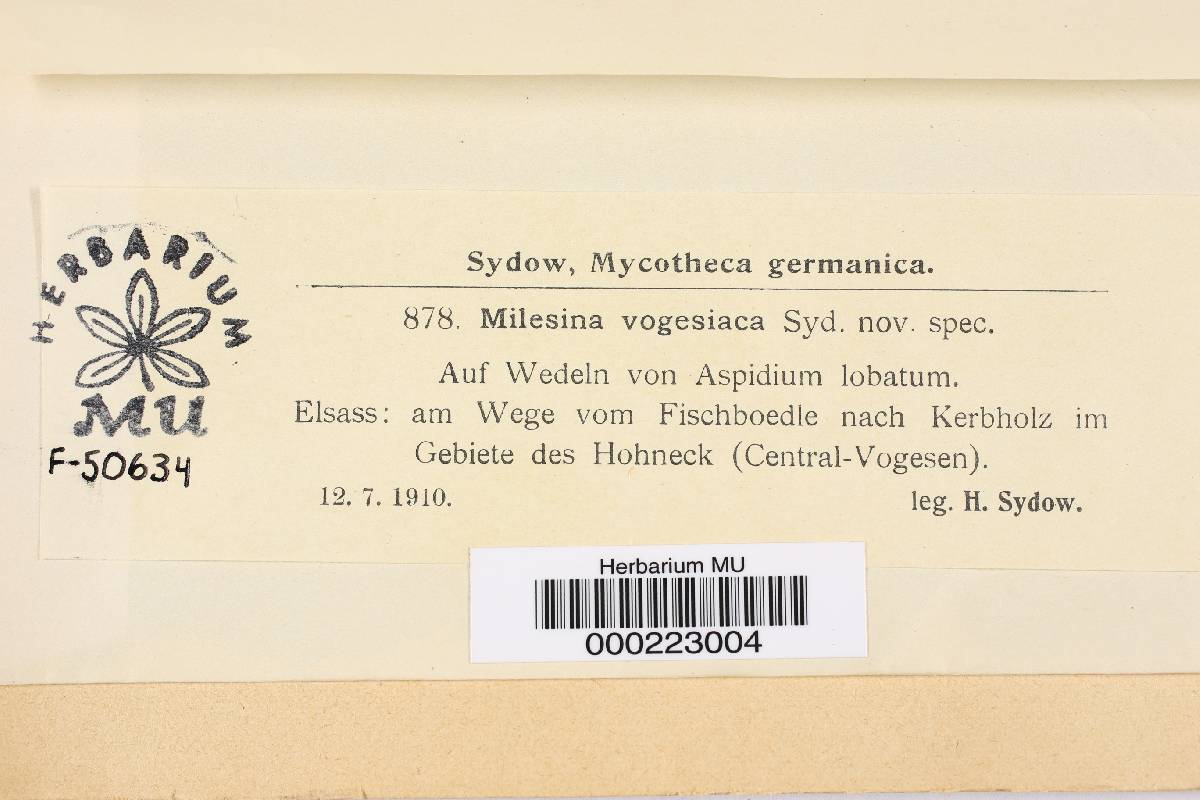 HERBARIUM
MU
F-50634
Sydow, Mycotheca germanica.
878. Milesina vogesiaca Syd. nov. spec.
Auf Wedeln von Aspidium lobatum.
Elsass: am Wege vom Fischboedle nach Kerbholz im
Gebiete des Hohneck (Central-Vogesen).
12. 7. 1910. leg. H. Sydow.
Herbarium MU
000223004